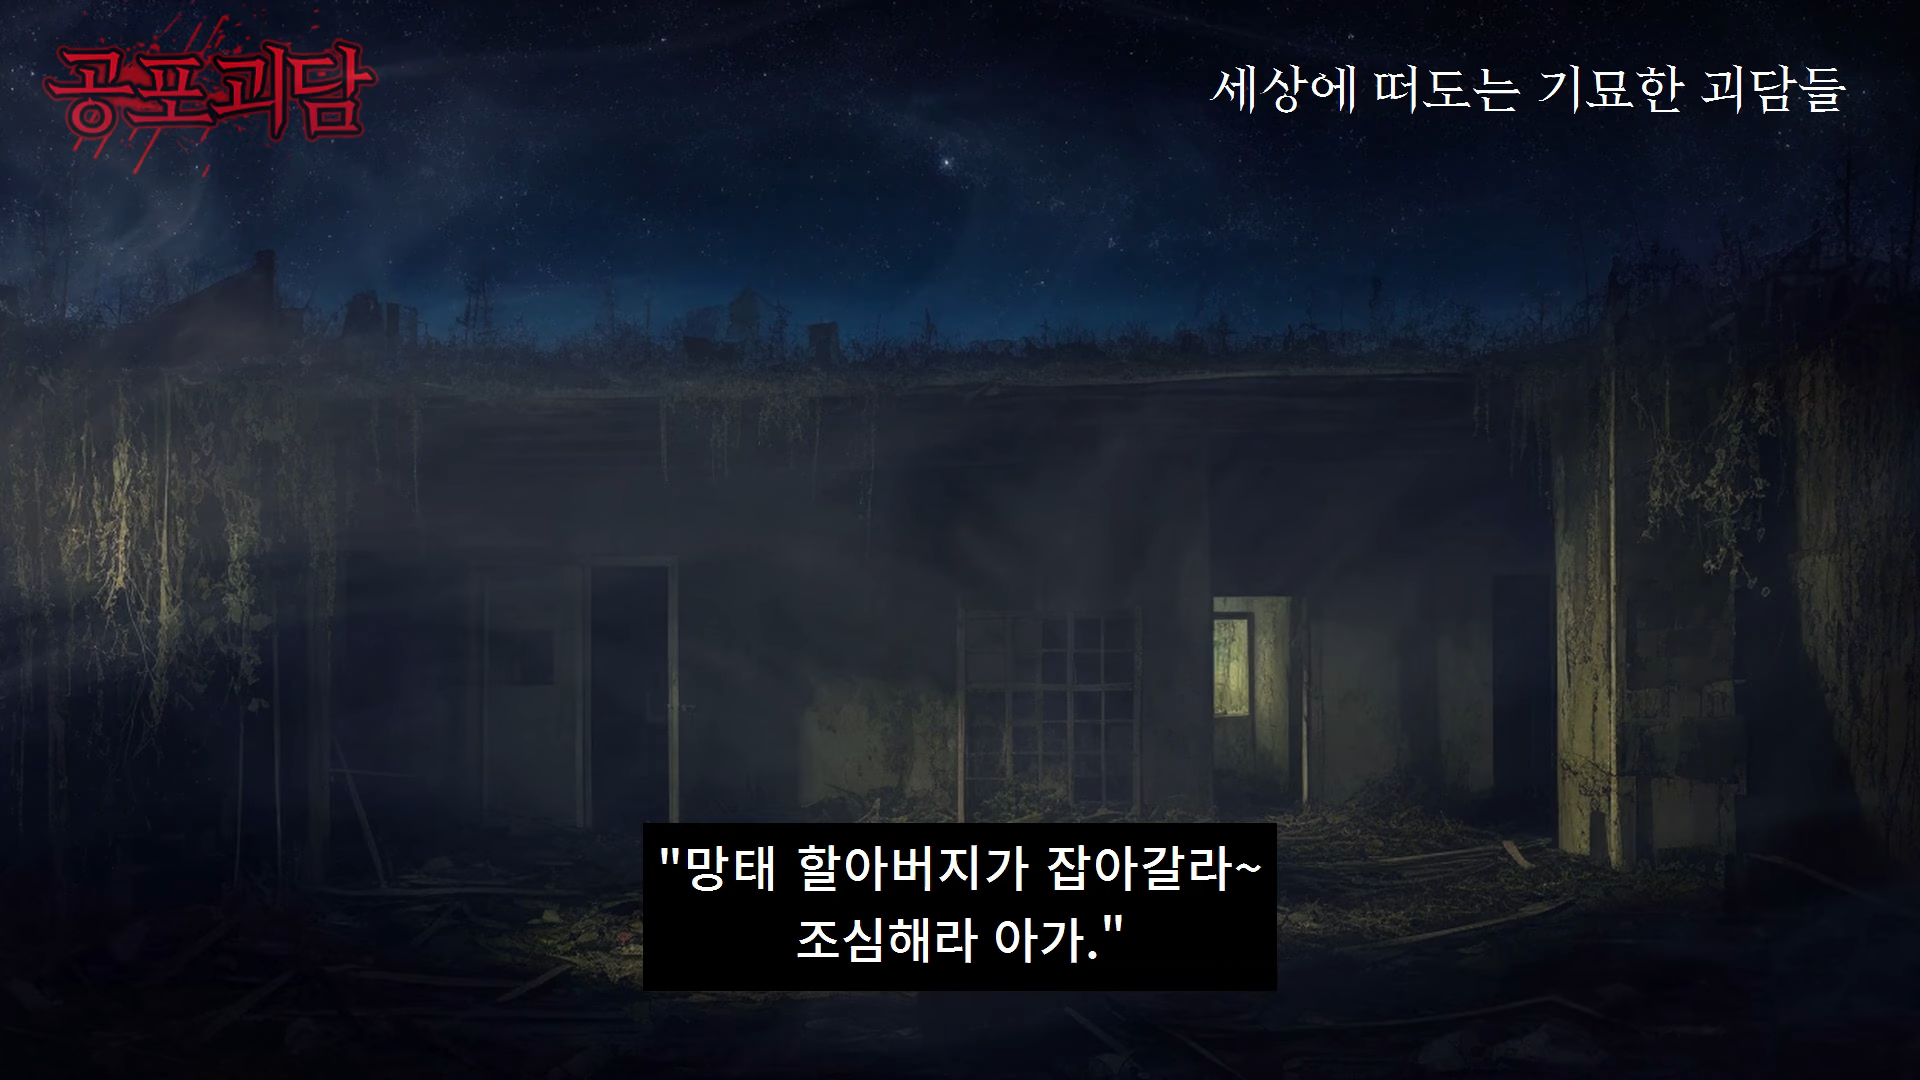 공포괴담
세상에 떠도는 기묘한 괴담들
"망태 할아버지가 잡아갈라~
조심해라 아가."